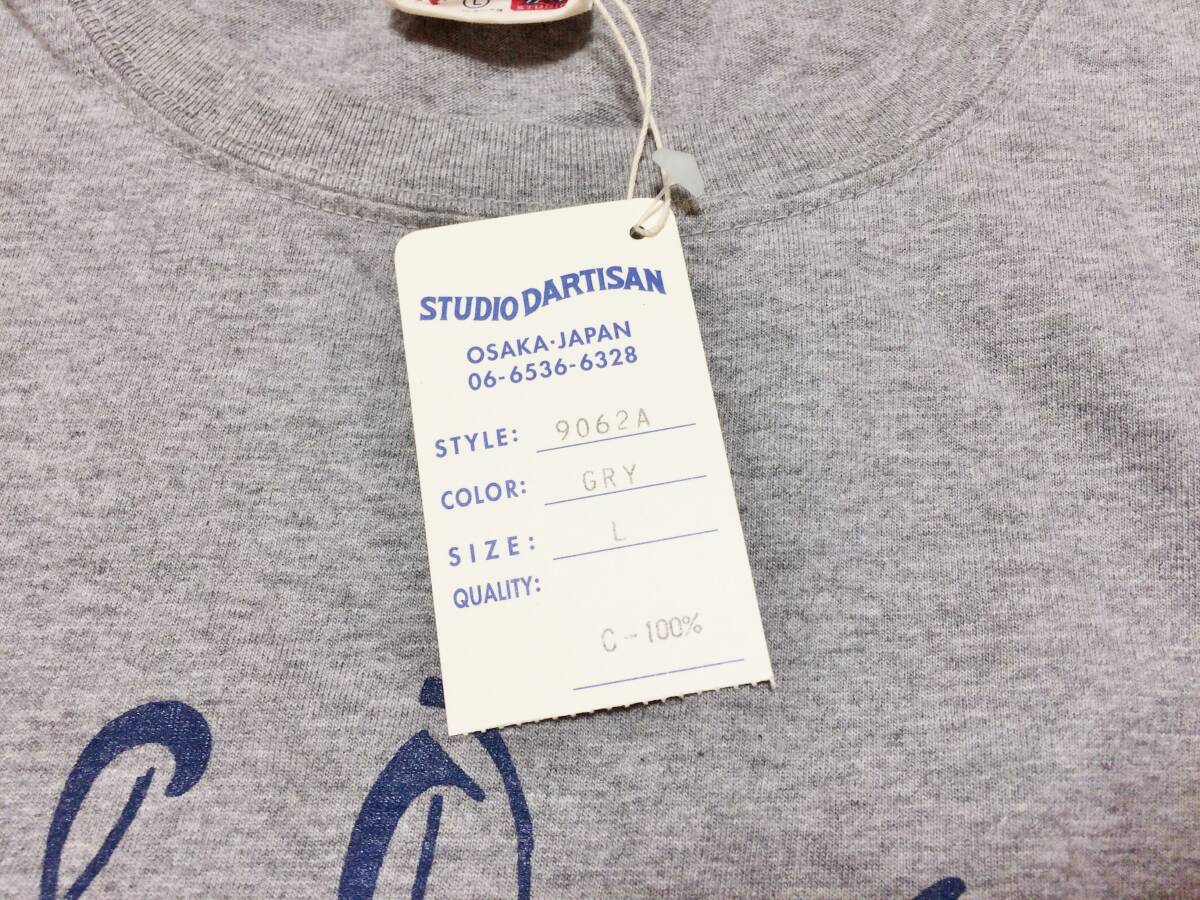 L
STUDIO DARTISAN
OSAKA·JAPAN
06-6536-6328
STYLE: 9062A
COLOR: GRY
SIZE: L
QUALITY:
C-100%